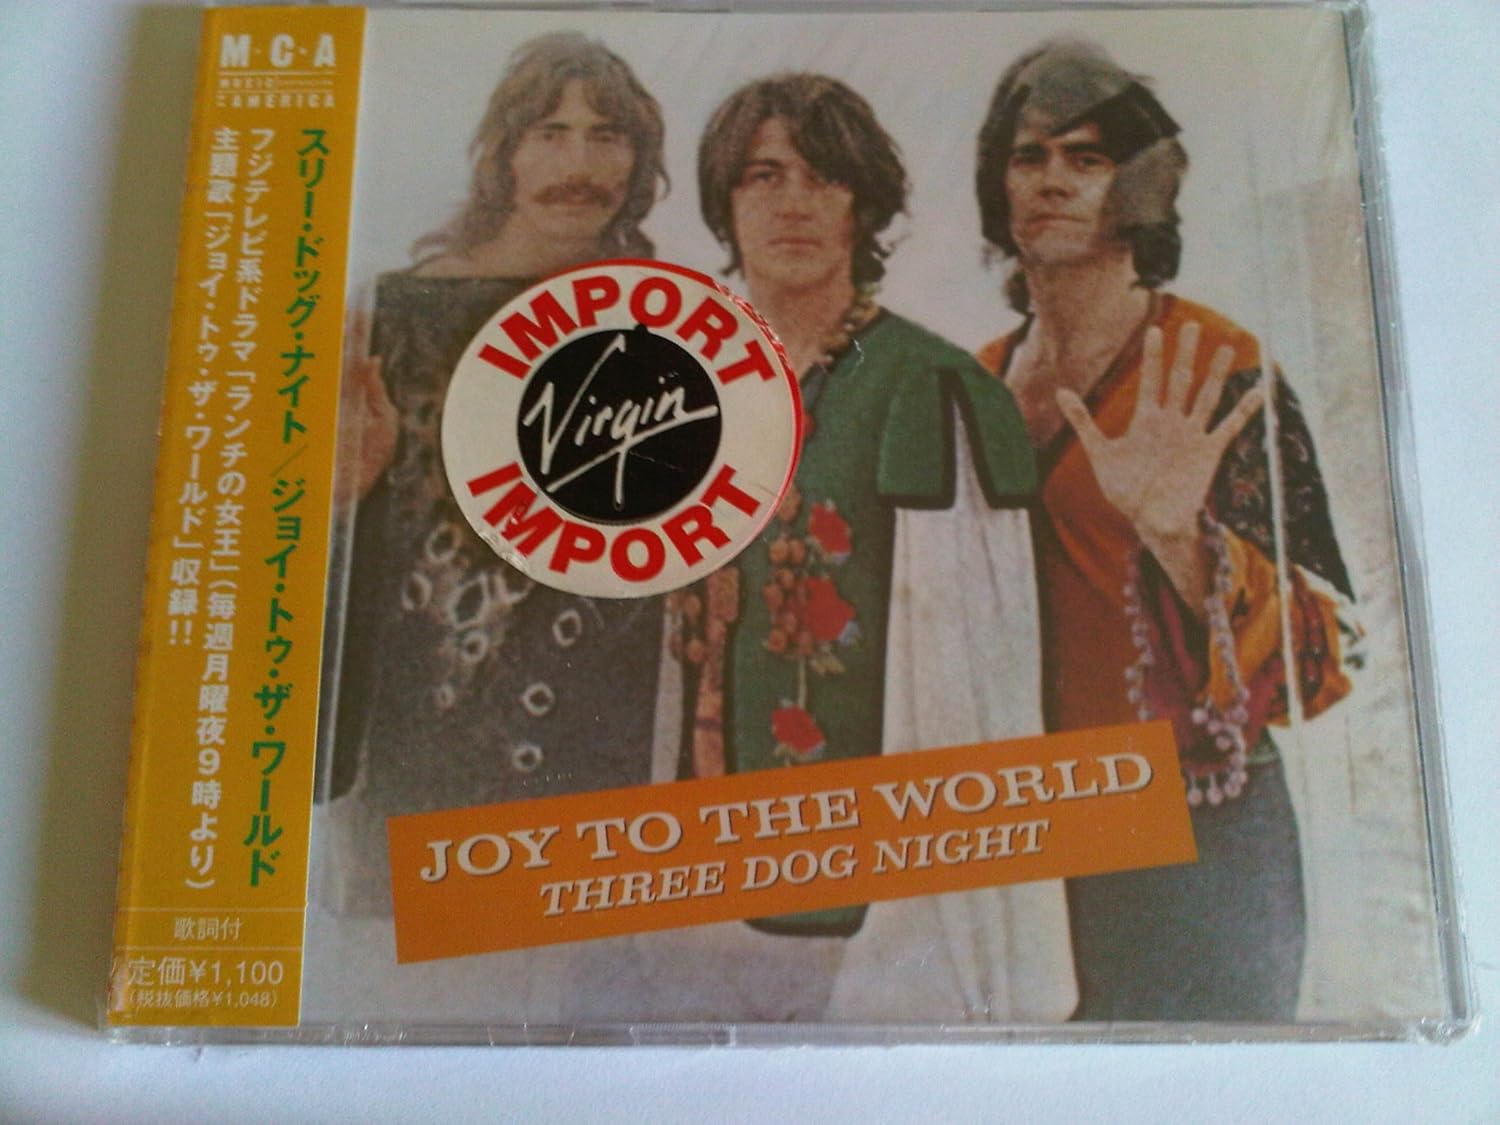 M・C・A
MUSIC
AMERICA
スリー・ドッグ・ナイト／ジョイ・トゥ・ザ・ワールド
フジテレビ系ドラマ「ランチの女王」（毎週月曜夜9時より）
主題歌「ジョイ・トゥ・ザ・ワールド」収録!!
歌詞付
定価¥1,100
（税抜価格¥1,048）
IMPORT
Virgin
IMPORT
JOY TO THE WORLD
THREE DOG NIGHT